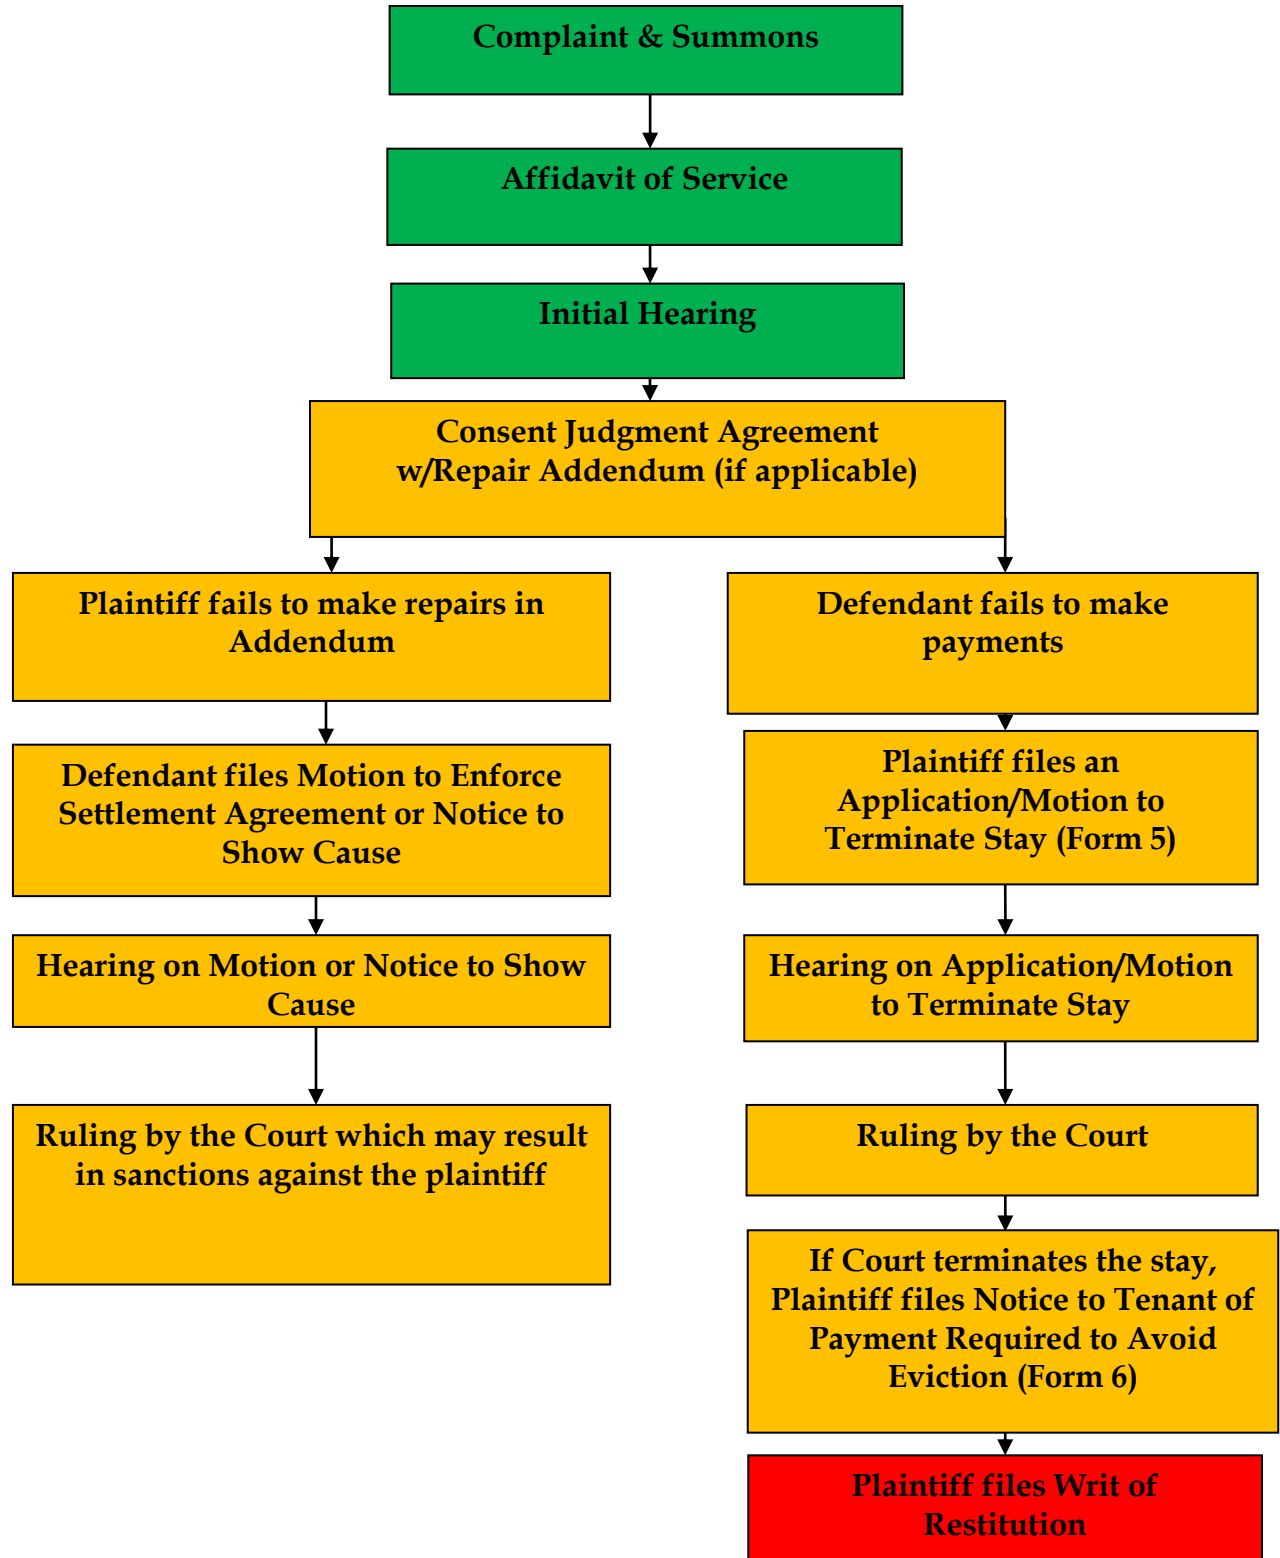 Complaint & Summons
Affidavit of Service
Initial Hearing
Consent Judgment Agreement
w/Repair Addendum (if applicable)
Plaintiff fails to make repairs in
Addendum
Defendant files Motion to Enforce
Settlement Agreement or Notice to
Show Cause
Hearing on Motion or Notice to Show
Cause
Ruling by the Court which may result
in sanctions against the plaintiff
Defendant fails to make
payments
Plaintiff files an
Application/Motion to
Terminate Stay (Form 5)
Hearing on Application/Motion
to Terminate Stay
Ruling by the Court
If Court terminates the stay,
Plaintiff files Notice to Tenant of
Payment Required to Avoid
Eviction (Form 6)
Plaintiff files Writ of
Restitution